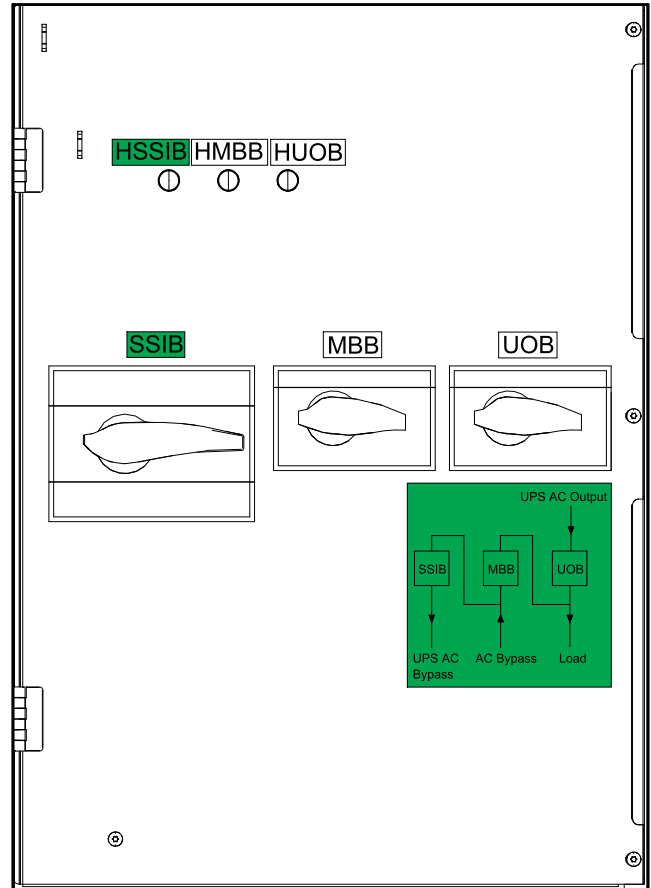 HSSIB HMBB HUOB
SSIB MBB UOB
UPS AC Output
SSIB MBB UOB
UPS AC AC Bypass Load
Bypass